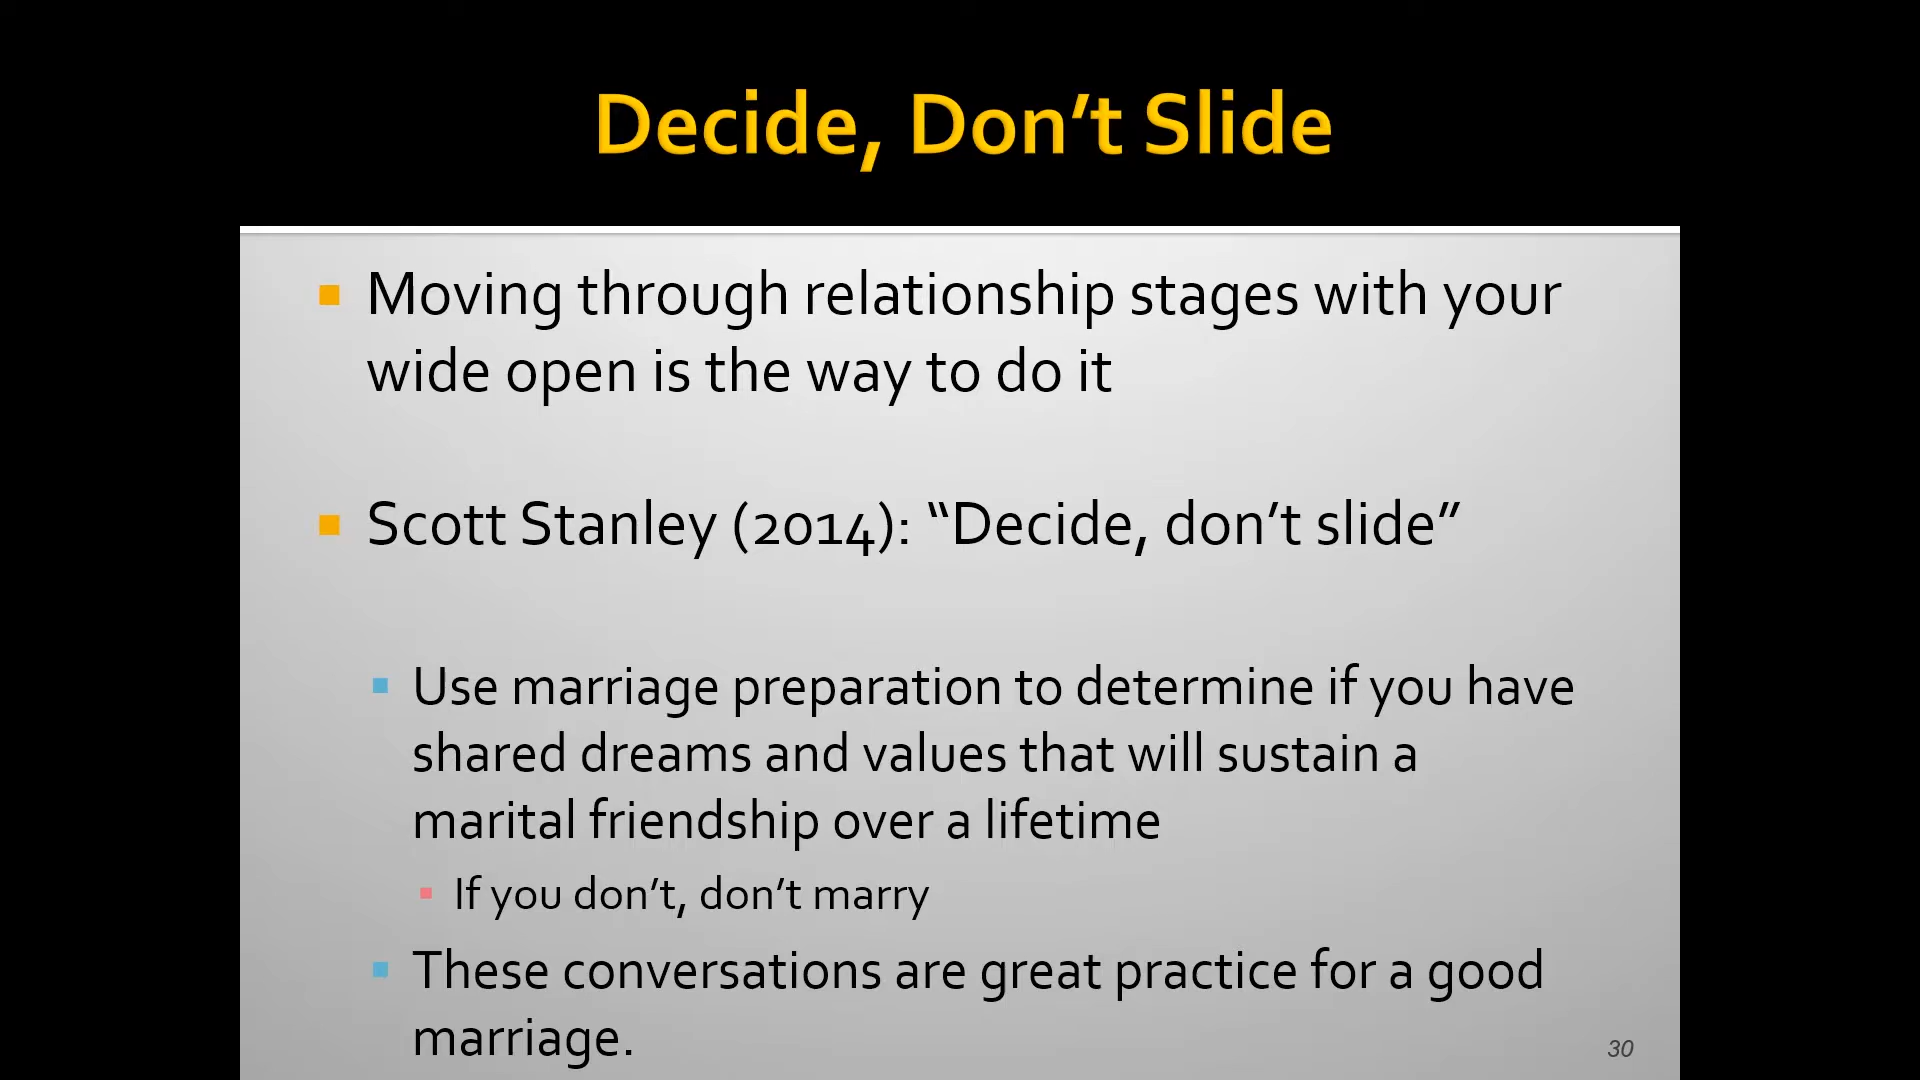 Decide, Don’t Slide
Moving through relationship stages with your
wide open is the way to do it
Scott Stanley (2014): “Decide, don’t slide”
Use marriage preparation to determine if you have
shared dreams and values that will sustain a
marital friendship over a lifetime
If you don’t, don’t marry
These conversations are great practice for a good
marriage.
30